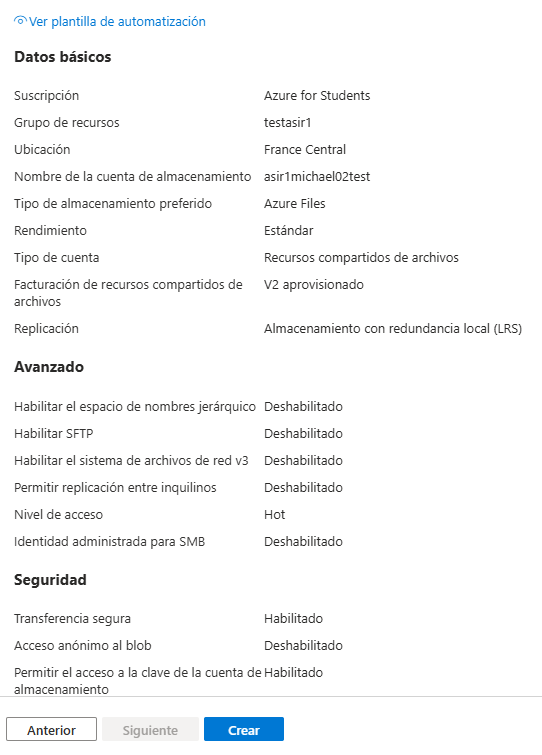 Ver plantilla de automatización
Datos básicos
Suscripción Azure for Students
Grupo de recursos testasir1
Ubicación France Central
Nombre de la cuenta de almacenamiento asir1michael02test
Tipo de almacenamiento preferido Azure Files
Rendimiento Estándar
Tipo de cuenta Recursos compartidos de archivos
Facturación de recursos compartidos de V2 aprovisionado
archivos
Replicación Almacenamiento con redundancia local (LRS)
Avanzado
Habilitar el espacio de nombres jerárquico Deshabilitado
Habilitar SFTP Deshabilitado
Habilitar el sistema de archivos de red v3 Deshabilitado
Permitir replicación entre inquilinos Deshabilitado
Nivel de acceso Hot
Identidad administrada para SMB Deshabilitado
Seguridad
Transferencia segura Habilitado
Acceso anónimo al blob Deshabilitado
Permitir el acceso a la clave de la cuenta de Habilitado
almacenamiento
Anterior Siguiente Crear